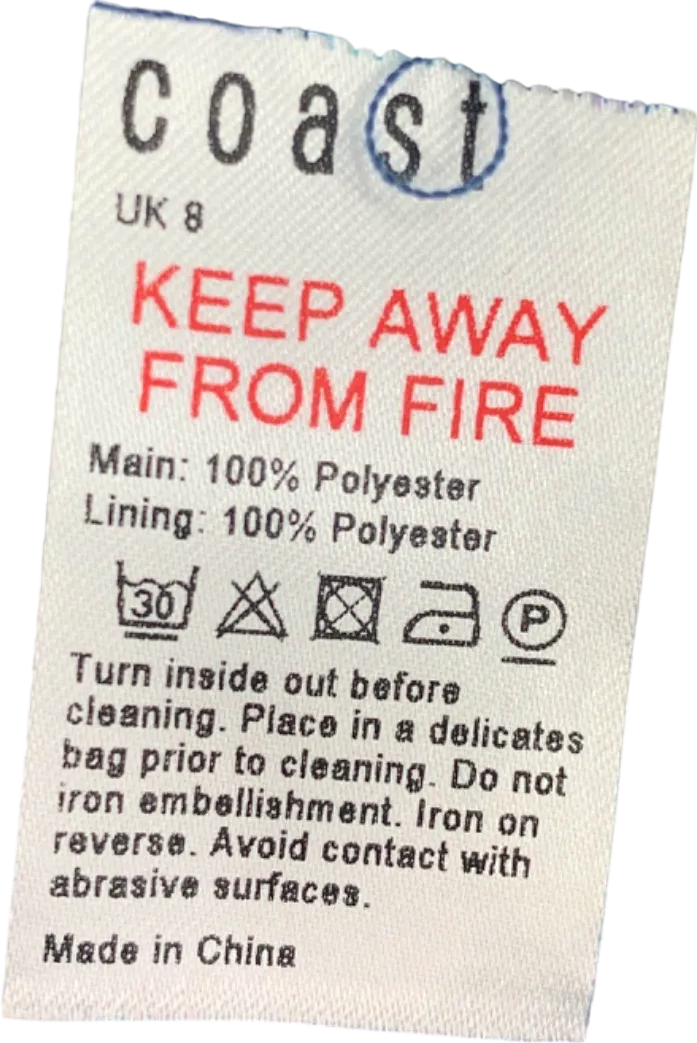 coast
UK 8
KEEP AWAY
FROM FIRE
Main: 100% Polyester
Lining: 100% Polyester
30 P
Turn inside out before
cleaning. Place in a delicates
bag prior to cleaning. Do not
iron embellishment. Iron on
reverse. Avoid contact with
abrasive surfaces.
Made in China